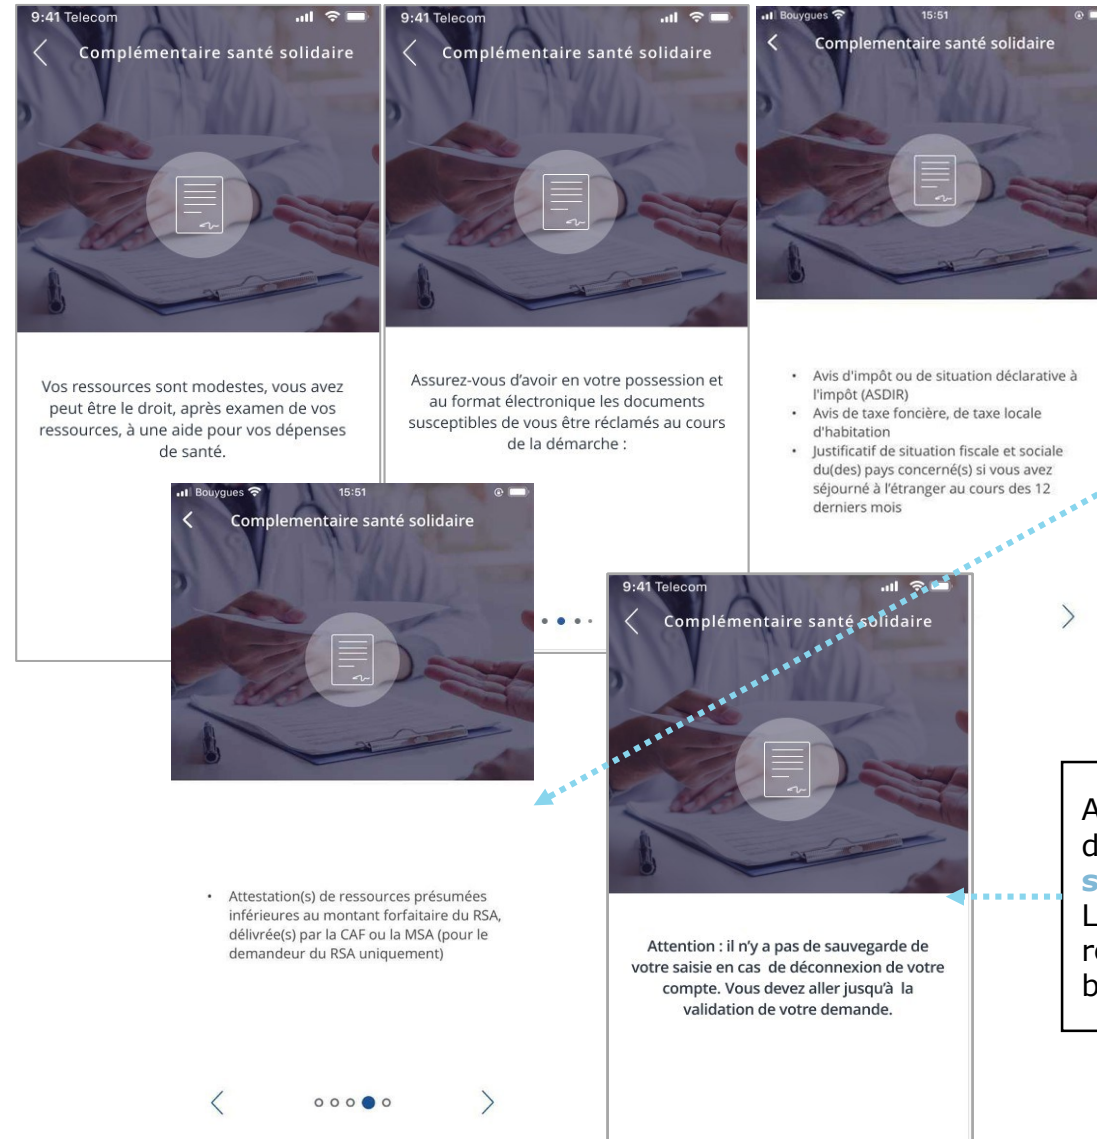 9:41 Telecom
Complémentaire santé solidaire
Vos ressources sont modestes, vous avez
peut être le droit, après examen de vos
ressources, à une aide pour vos dépenses
de santé.
9:41 Telecom
Complémentaire santé solidaire
Assurez-vous d'avoir en votre possession et
au format électronique les documents
susceptibles de vous être réclamés au cours
de la démarche :
Bouygues 15:51
Complementaire santé solidaire
• Avis d'impôt ou de situation déclarative à
l'impôt (ASDIR)
• Avis de taxe foncière, de taxe locale
d'habitation
• Justificatif de situation fiscale et sociale
du(des) pays concerné(s) si vous avez
séjourné à l'étranger au cours des 12
derniers mois
Bouygues 15:51
Complementaire santé solidaire
• Attestation(s) de ressources présumées
inférieures au montant forfaitaire du RSA,
délivrée(s) par la CAF ou la MSA (pour le
demandeur du RSA uniquement)
9:41 Telecom
Complémentaire santé solidaire
Attention : il n'y a pas de sauvegarde de
votre saisie en cas de déconnexion de votre
compte. Vous devez aller jusqu'à la
validation de votre demande.